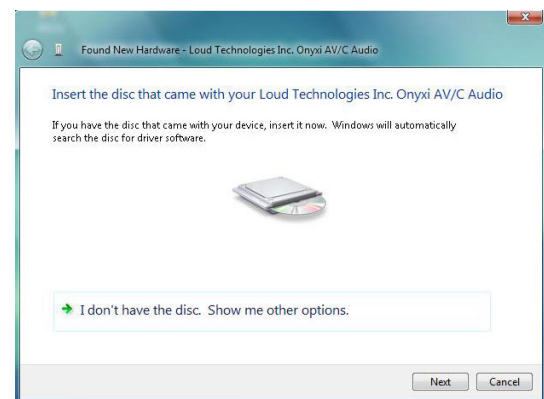 Found New Hardware - Loud Technologies Inc. Onyxi AV/C Audio
Insert the disc that came with your Loud Technologies Inc. Onyxi AV/C Audio
If you have the disc that came with your device, insert it now. Windows will automatically
search the disc for driver software.
I don't have the disc. Show me other options.
Next Cancel